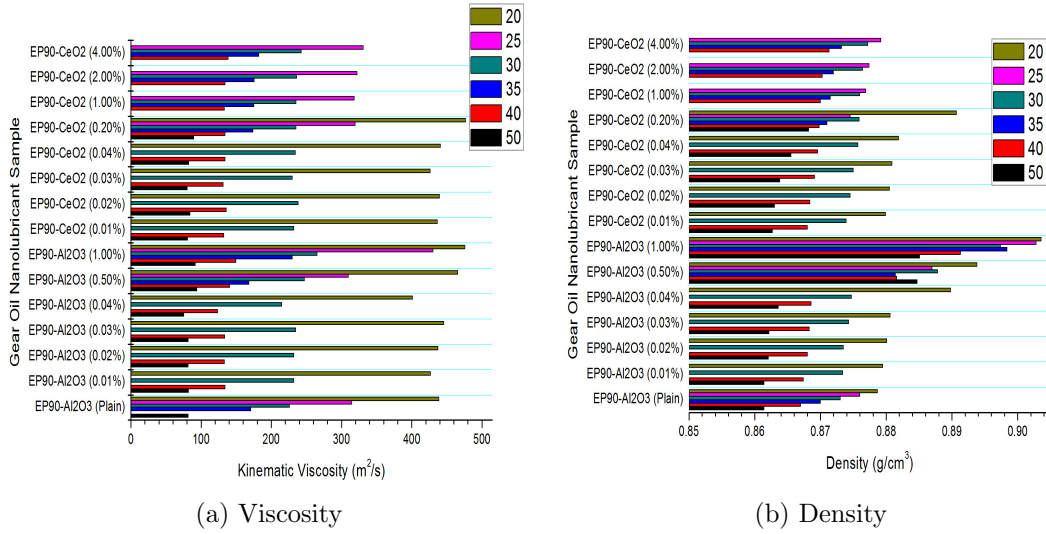 20
25
30
35
40
50
EP90-CeO2 (4.00%)
EP90-CeO2 (2.00%)
EP90-CeO2 (1.00%)
EP90-CeO2 (0.20%)
EP90-CeO2 (0.04%)
EP90-CeO2 (0.03%)
EP90-CeO2 (0.02%)
EP90-CeO2 (0.01%)
EP90-Al2O3 (1.00%)
EP90-Al2O3 (0.50%)
EP90-Al2O3 (0.04%)
EP90-Al2O3 (0.03%)
EP90-Al2O3 (0.02%)
EP90-Al2O3 (0.01%)
EP90-Al2O3 (Plain)
Gear Oil Nanolubricant Sample
0 100 200 300 400 500
Kinematic Viscosity (m²/s)
(a) Viscosity
20
25
30
35
40
50
EP90-CeO2 (4.00%)
EP90-CeO2 (2.00%)
EP90-CeO2 (1.00%)
EP90-CeO2 (0.20%)
EP90-CeO2 (0.04%)
EP90-CeO2 (0.03%)
EP90-CeO2 (0.02%)
EP90-CeO2 (0.01%)
EP90-Al2O3 (1.00%)
EP90-Al2O3 (0.50%)
EP90-Al2O3 (0.04%)
EP90-Al2O3 (0.03%)
EP90-Al2O3 (0.02%)
EP90-Al2O3 (0.01%)
EP90-Al2O3 (Plain)
Gear Oil Nanolubricant Sample
0.85 0.86 0.87 0.88 0.89 0.90
Density (g/cm³)
(b) Density